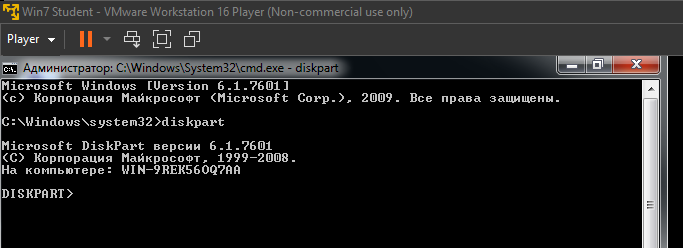 Win7 Student - VMware Workstation 16 Player (Non-commercial use only)
Player
Администратор: C:\Windows\System32\cmd.exe - diskpart
Microsoft Windows [Version 6.1.7601]
(c) Корпорация Майкрософт (Microsoft Corp.), 2009. Все права защищены.
C:\Windows\system32>diskpart
Microsoft DiskPart версии 6.1.7601
(C) Корпорация Майкрософт, 1999-2008.
На компьютере: WIN-9REK56OQ7AA
DISKPART>